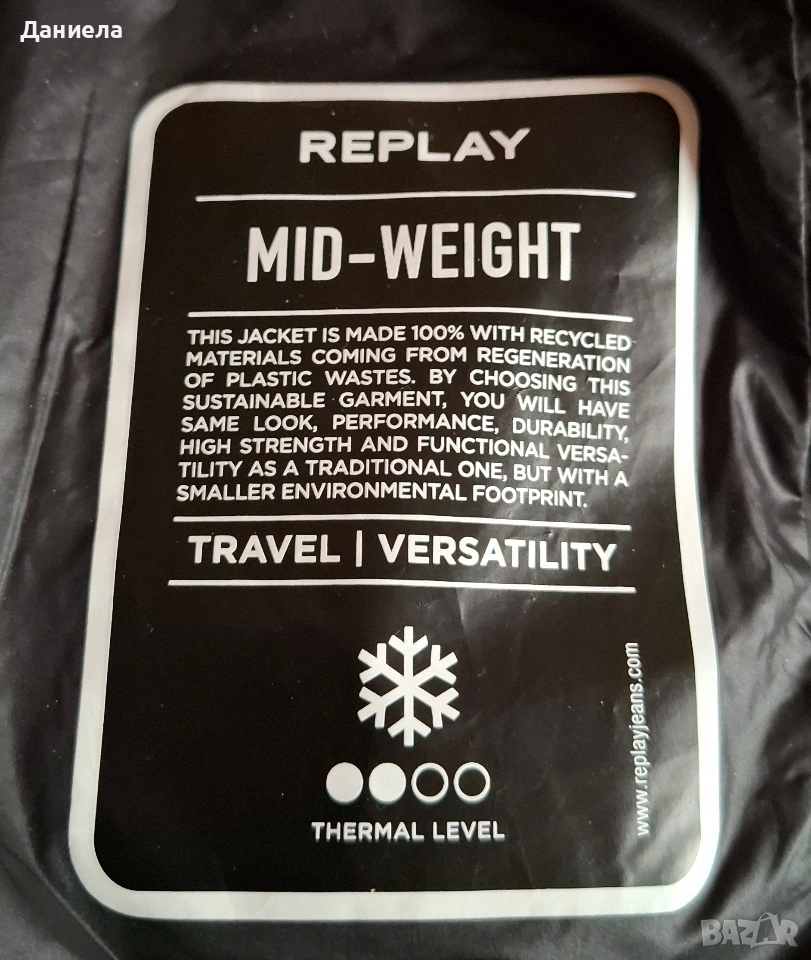 Даниела
REPLAY
MID-WEIGHT
THIS JACKET IS MADE 100% WITH RECYCLED
MATERIALS COMING FROM REGENERATION
OF PLASTIC WASTES. BY CHOOSING THIS
SUSTAINABLE GARMENT, YOU WILL HAVE
SAME LOOK, PERFORMANCE, DURABILITY,
HIGH STRENGTH AND FUNCTIONAL VERSA-
TILITY AS A TRADITIONAL ONE, BUT WITH A
SMALLER ENVIRONMENTAL FOOTPRINT.
TRAVEL | VERSATILITY
THERMAL LEVEL
www.replayjeans.com
BAZAR